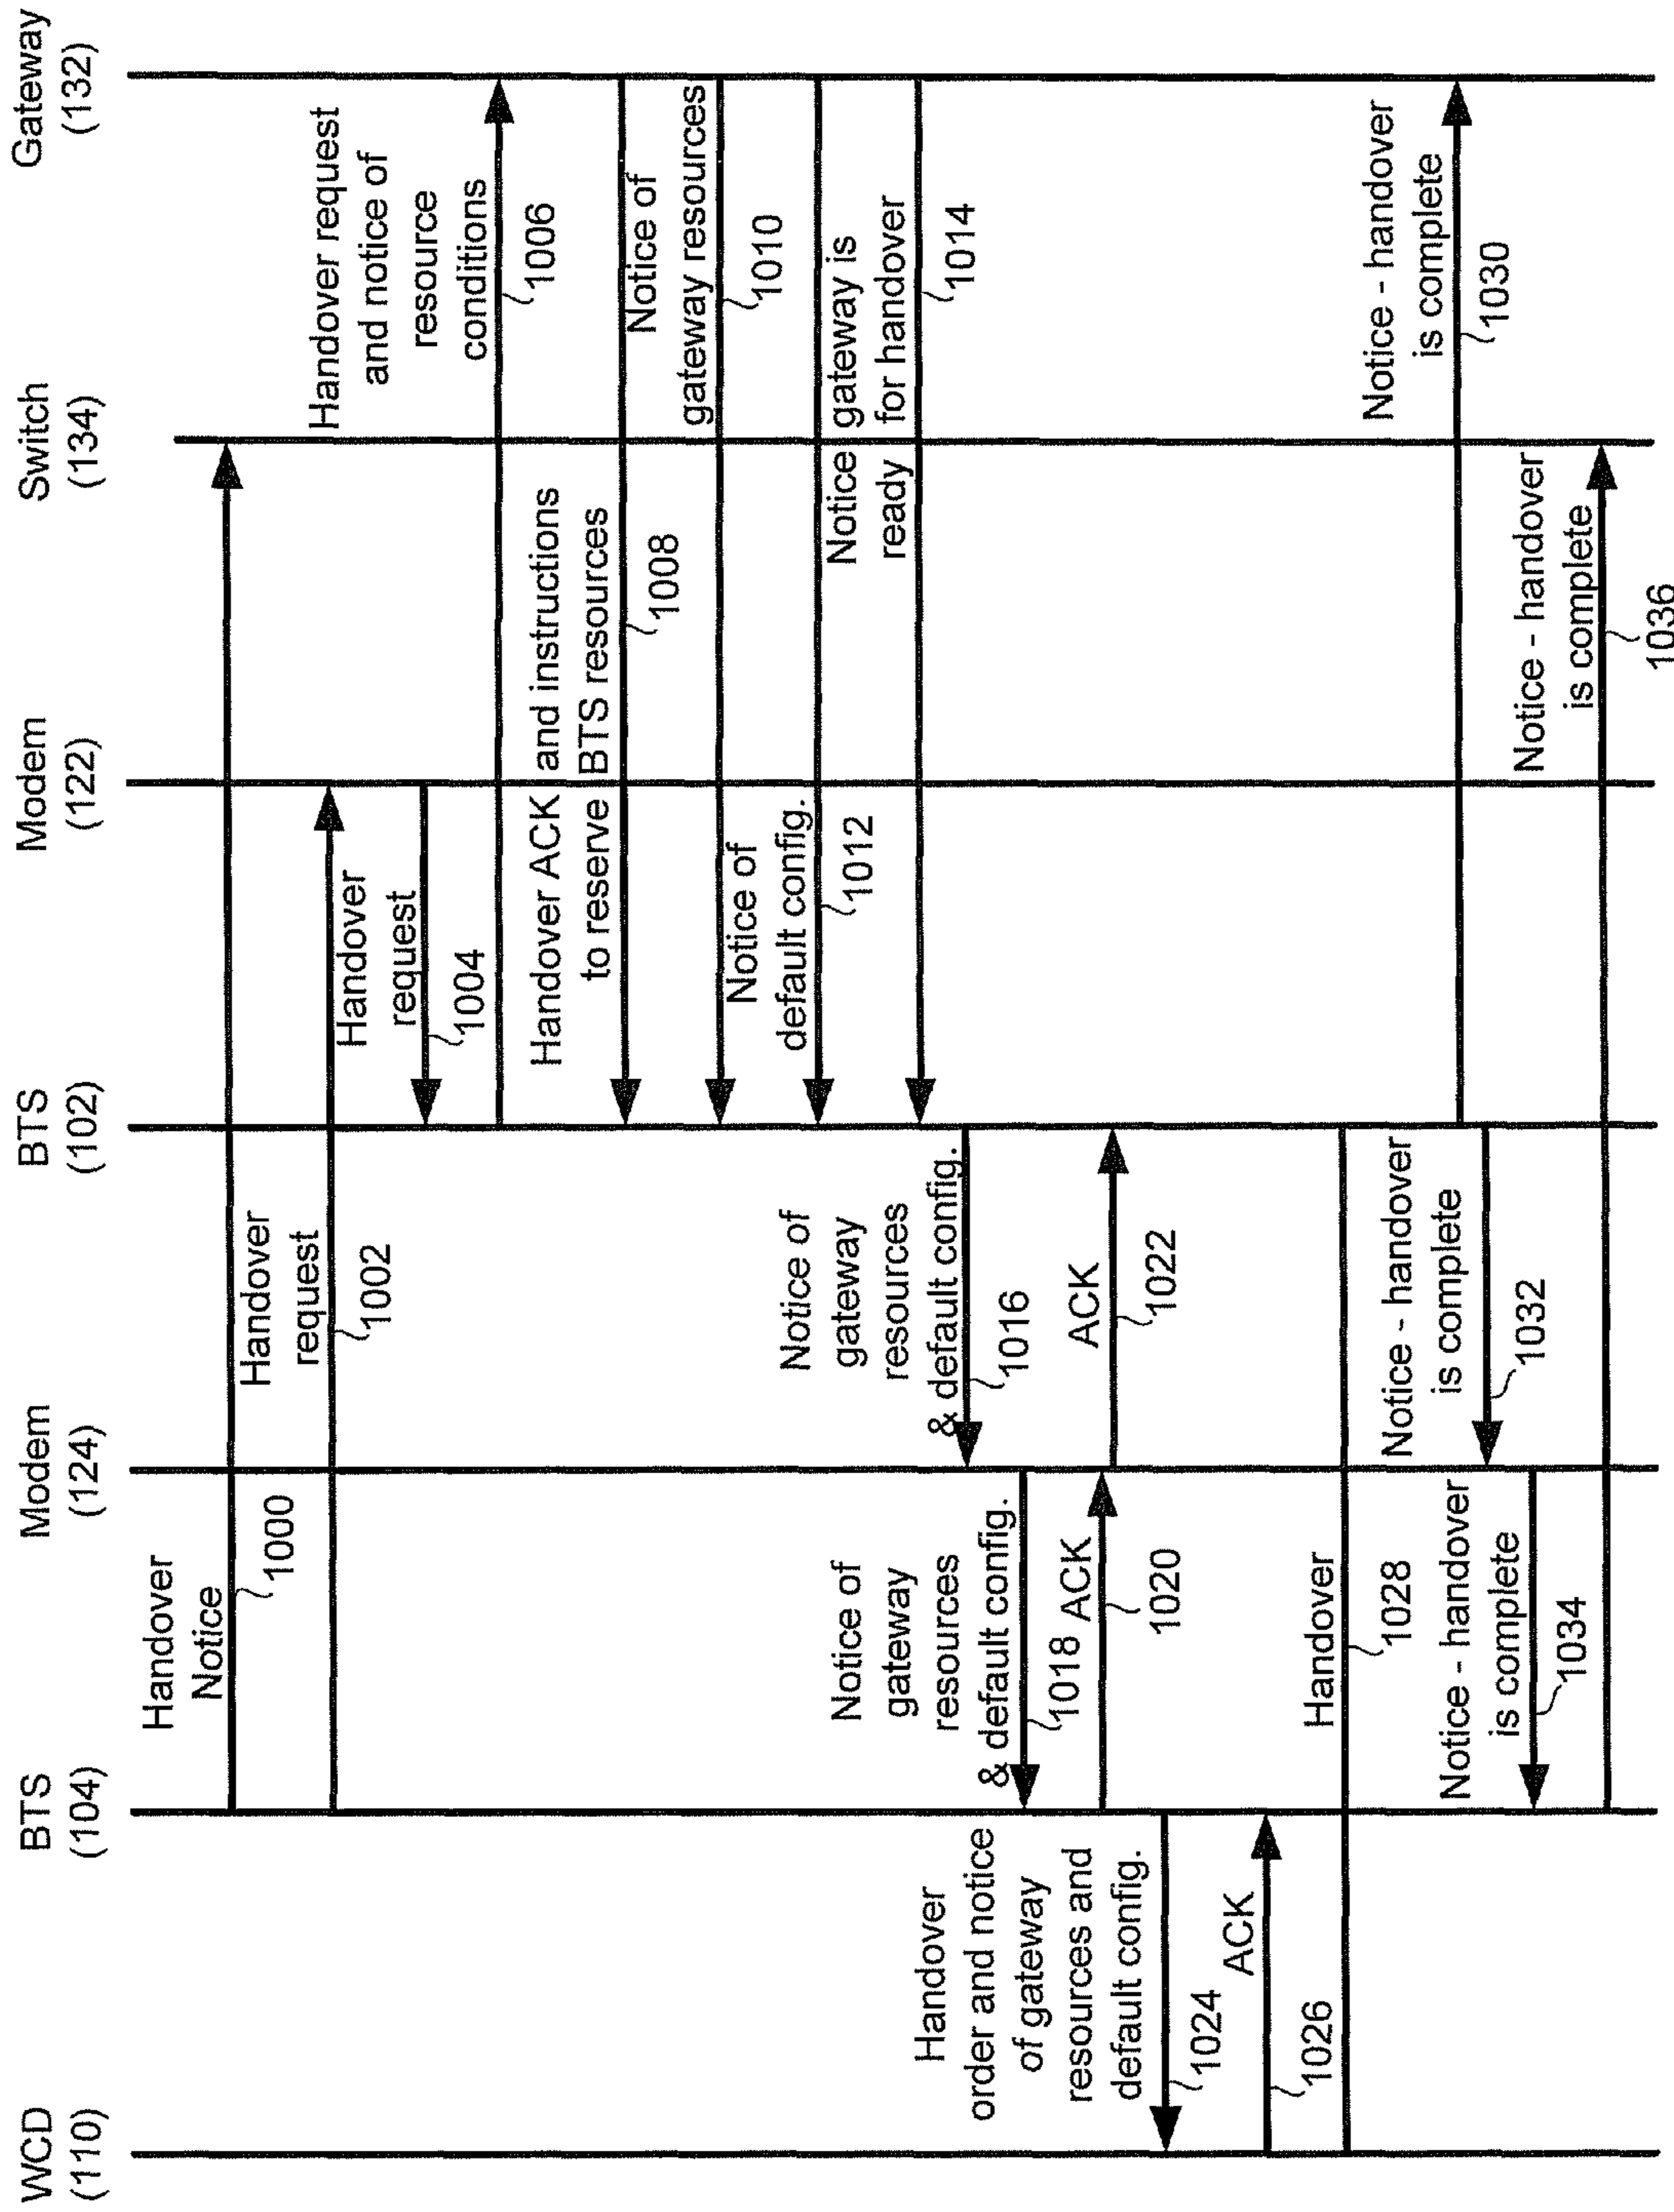 WCD
(110)
BTS
(104)
Modem
(124)
BTS
(102)
Modem
(122)
Switch
(134)
Gateway
(132)
Handover
Notice
1000
Handover
request
1002
Handover
request
1004
Handover request
and notice of
resource
conditions
1006
Handover ACK and instructions
to reserve BTS resources
1008
Notice of
gateway resources
1010
Notice of
default config.
1012
Notice gateway is
ready for handover
1014
Notice of
gateway
resources
& default config.
1016
Notice of
gateway
resources
& default config.
1018
ACK
1020
ACK
1022
Handover
order and notice
of gateway
resources and
default config.
1024
ACK
1026
Handover
1028
Notice - handover
is complete
1030
Notice - handover
is complete
1032
Notice - handover
is complete
1034
Notice - handover
is complete
1036